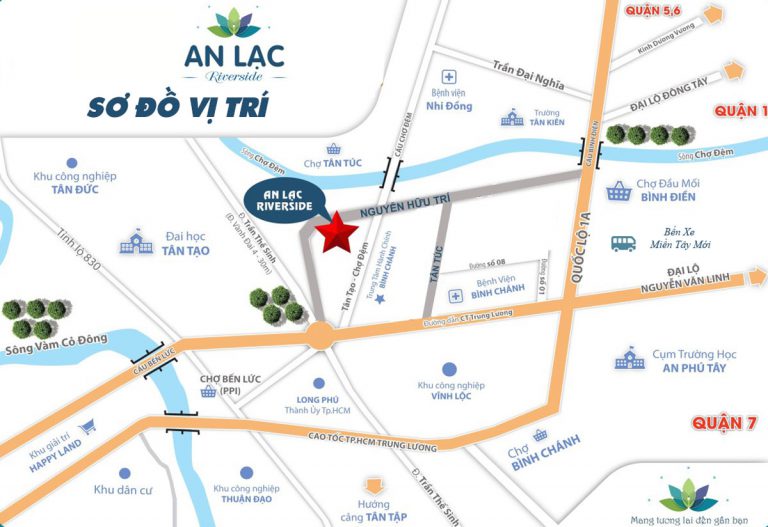 AN LẠC
Riverside
SƠ ĐỒ VỊ TRÍ
QUẬN 5,6
Kinh Dương Vương
Trần Đại Nghĩa
ĐẠI LỘ ĐÔNG TÂY
QUẬN 1
Bệnh viện
Nhi Đồng
Trường
TÂN KIÊN
CẦU CHỢ ĐỆM
CẦU BÌNH ĐIỀN
Sông Chợ Đệm
Sông Chợ Đệm
Chợ TÂN TÚC
Khu công nghiệp
TÂN ĐỨC
AN LẠC
RIVERSIDE
NGUYỄN HỮU TRÍ
Chợ Đầu Mối
BÌNH ĐIỀN
Bến Xe
Miền Tây Mới
Đại học
TÂN TẠO
Tỉnh lộ 830
Đ. Trần Thế Sinh
(Đ. Vành Đai 4 - 30m)
Tân Tạo - Chợ Đệm
Trung Tâm Hành Chính
BÌNH CHÁNH
TÂN TÚC
Đường số 08
Đường số 01
Bệnh Viện
BÌNH CHÁNH
QUỐC LỘ 1A
ĐẠI LỘ
NGUYỄN VĂN LINH
Đường dẫn CT Trung Lương
Sông Vàm Cỏ Đông
CẦU BẾN LỨC
CHỢ BẾN LỨC
(PPI)
LONG PHÚ
Thành Ủy Tp.HCM
Khu công nghiệp
VĨNH LỘC
Cụm Trường Học
AN PHÚ TÂY
QUẬN 7
Khu giải trí
HAPPY LAND
CAO TỐC TP.HCM TRUNG LƯƠNG
Chợ
BÌNH CHÁNH
Khu dân cư
Khu công nghiệp
THUẬN ĐẠO
Hướng
cảng TÂN TẬP
Đ. Trần Thế Sinh
Mang tương lai đến gần bạn